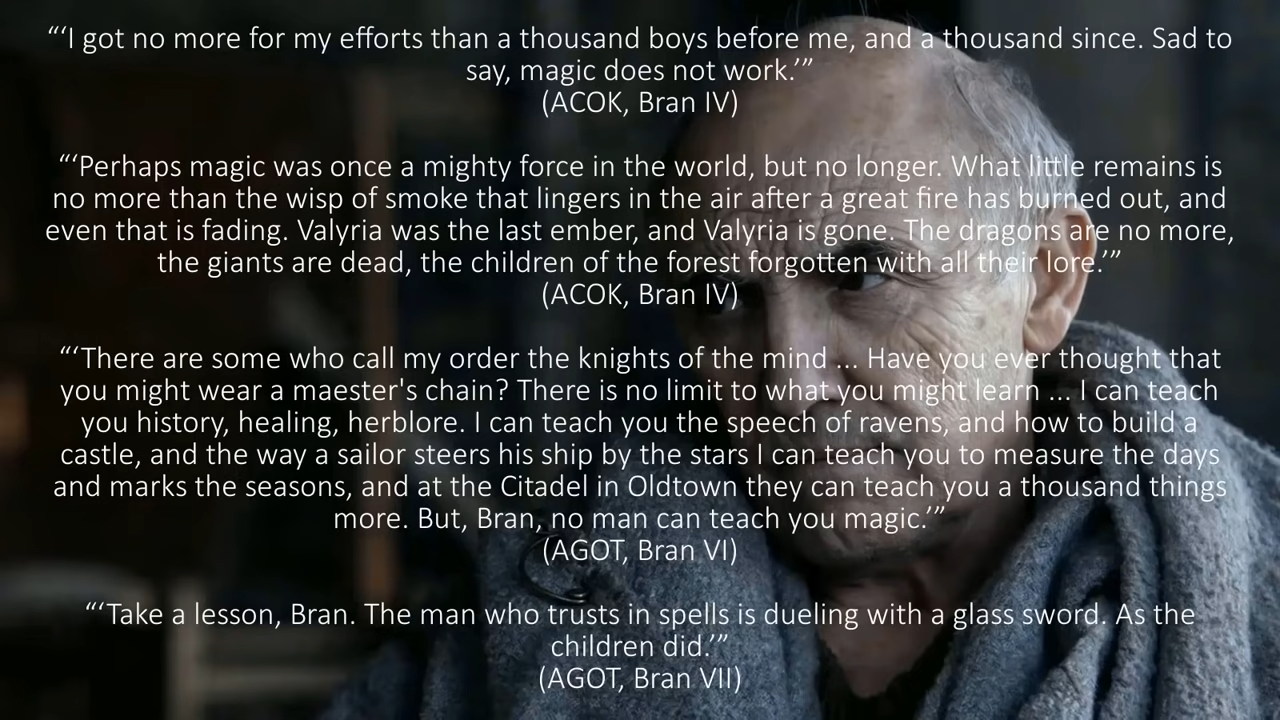 “‘I got no more for my efforts than a thousand boys before me, and a thousand since. Sad to
say, magic does not work.’”
(ACOK, Bran IV)
“‘Perhaps magic was once a mighty force in the world, but no longer. What little remains is
no more than the wisp of smoke that lingers in the air after a great fire has burned out, and
even that is fading. Valyria was the last ember, and Valyria is gone. The dragons are no more,
the giants are dead, the children of the forest forgotten with all their lore.’”
(ACOK, Bran IV)
“‘There are some who call my order the knights of the mind ... Have you ever thought that
you might wear a maester's chain? There is no limit to what you might learn ... I can teach
you history, healing, herblore. I can teach you the speech of ravens, and how to build a
castle, and the way a sailor steers his ship by the stars I can teach you to measure the days
and marks the seasons, and at the Citadel in Oldtown they can teach you a thousand things
more. But, Bran, no man can teach you magic.’”
(AGOT, Bran VI)
“‘Take a lesson, Bran. The man who trusts in spells is dueling with a glass sword. As the
children did.’”
(AGOT, Bran VII)